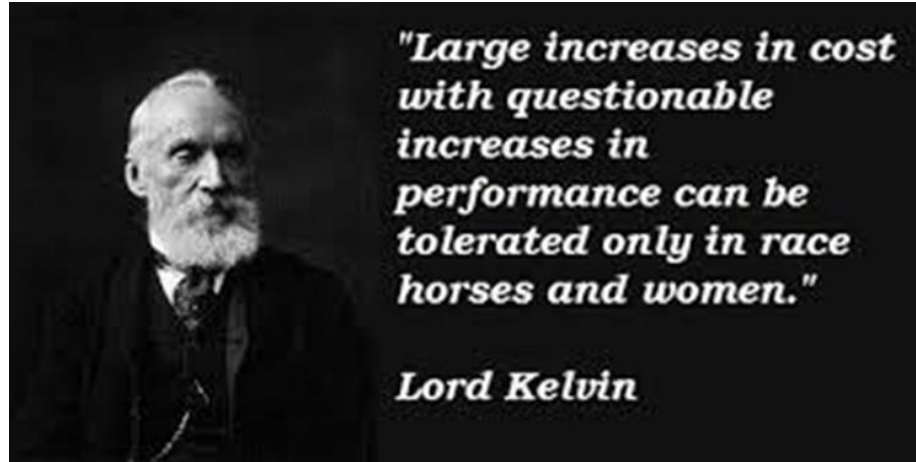 "Large increases in cost
with questionable
increases in
performance can be
tolerated only in race
horses and women."
Lord Kelvin